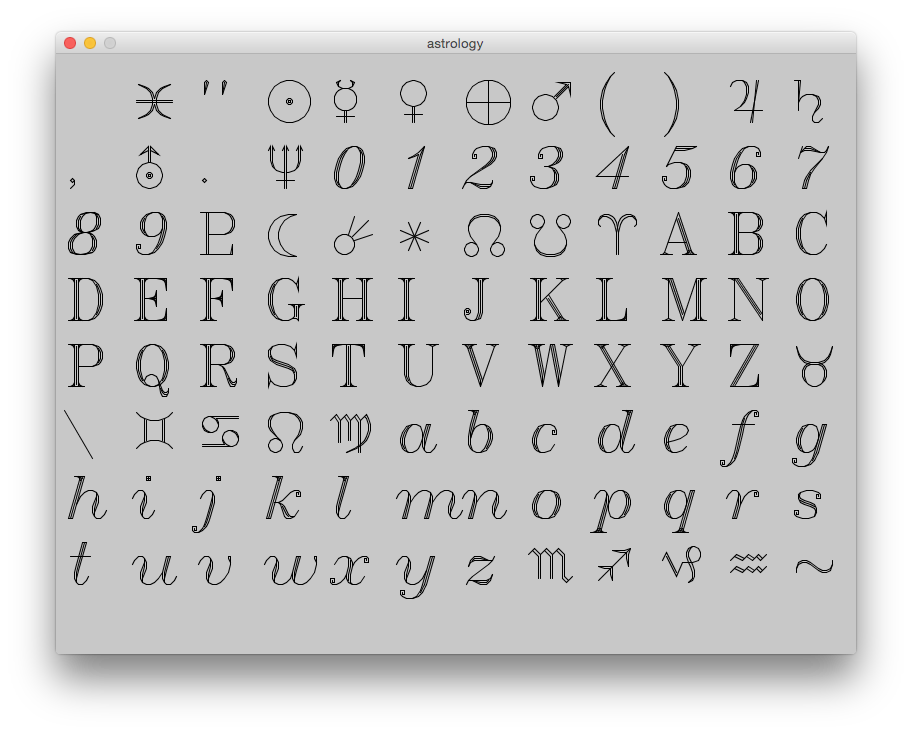 astrology
♓ " ☉ ☿ ♀ ⊕ ♂ ( ) ♃ ♄
, ⛢ . ♆ 0 1 2 3 4 5 6 7
8 9 ♇ ☾ ☄ * ☊ ☋ ♈ A B C
D E F G H I J K L M N O
P Q R S T U V W X Y Z ♉
\ ♊ ♋ ♌ ♍ a b c d e f g
h i j k l m n o p q r s
t u v w x y z ♏ ♐ ♑ ♒ ~